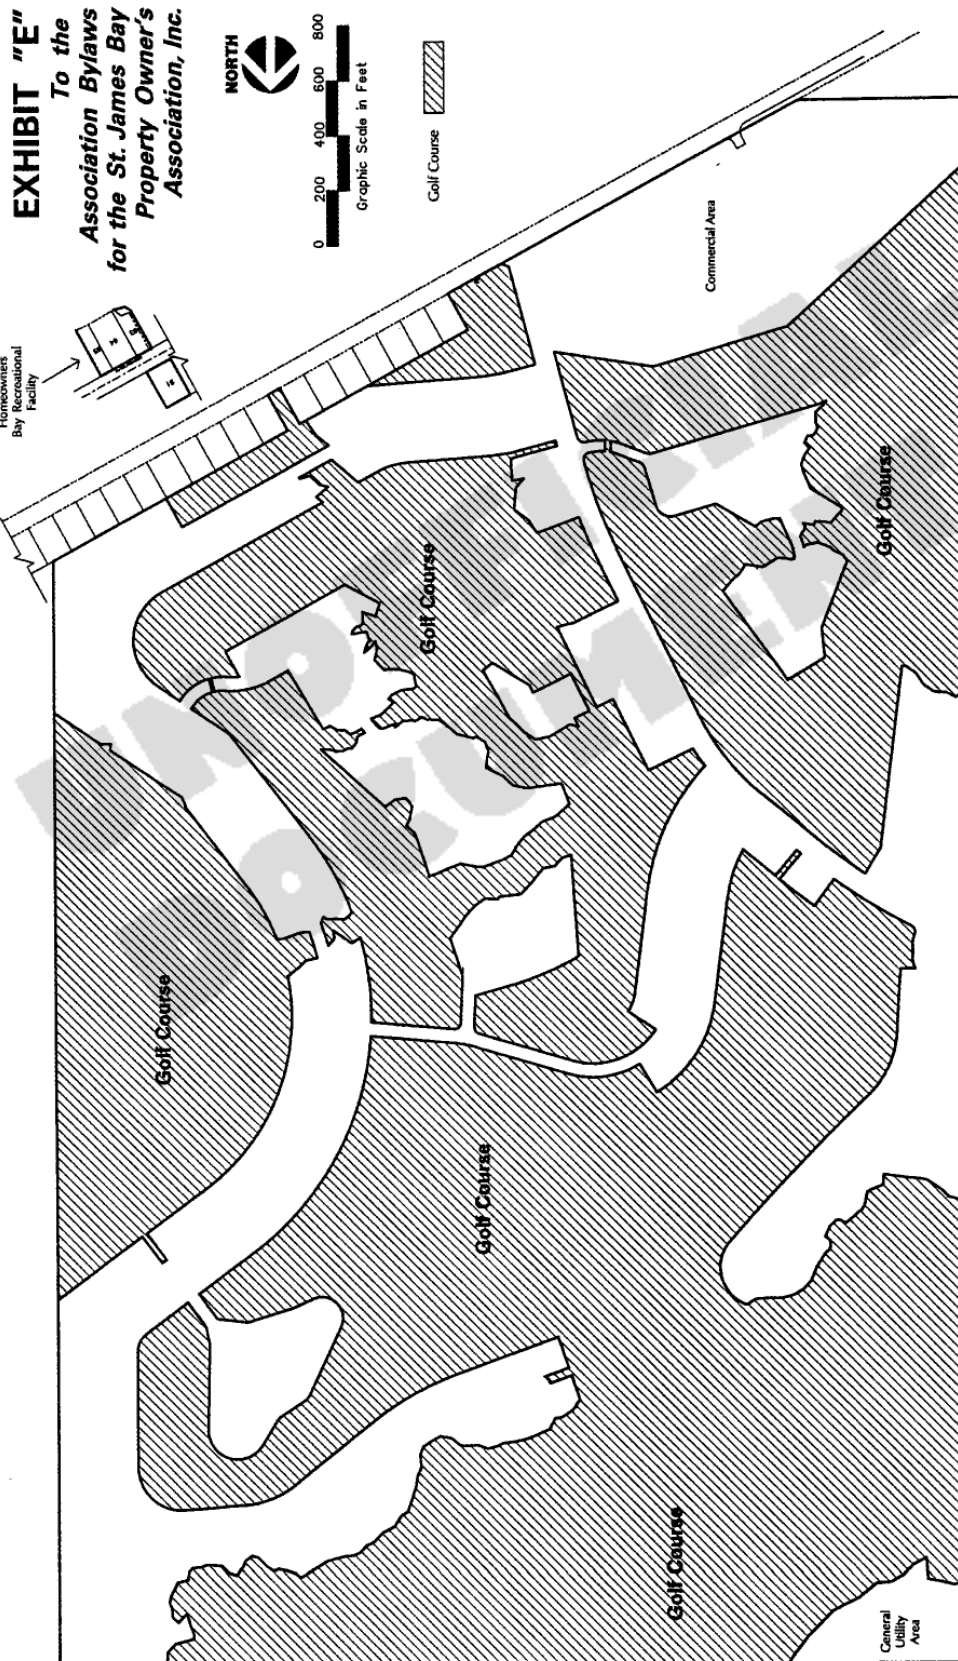 EXHIBIT "E"
To the
Association Bylaws
for the St. James Bay
Property Owner's
Association, Inc.
NORTH
0 200 400 600 800
Graphic Scale in Feet
Golf Course
Homeowners
Bay Recreational
Facility
Commercial Area
Golf Course
Golf Course
Golf Course
Golf Course
Golf Course
General
Utility
Area